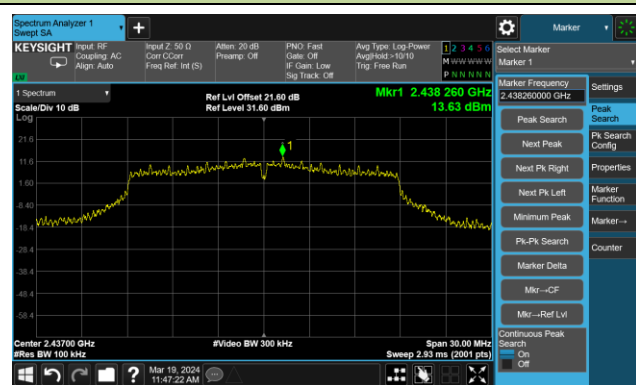 Spectrum Analyzer 1
Swept SA
Marker
KEYSIGHT
Input: RF
Coupling: AC
Align: Auto
Input Z: 50 Ω
Corr CCorr
Freq Ref: Int (S)
Atten: 20 dB
Preamp: Off
PNO: Fast
Gate: Off
IF Gain: Low
Sig Track: Off
Avg Type: Log-Power
Avg|Hold:>10/10
Trig: Free Run
1 2 3 4 5 6
M W W W W W
P N N N N N
LW
Select Marker
Marker 1
1 Spectrum
Scale/Div 10 dB
Log
Ref Lvl Offset 21.60 dB
Ref Level 31.60 dBm
Mkr1 2.438 260 GHz
13.63 dBm
21.6
11.6
1.60
-8.40
-18.4
-28.4
-38.4
-48.4
-58.4
1
Center 2.43700 GHz
#Res BW 100 kHz
#Video BW 300 kHz
Span 30.00 MHz
Sweep 2.93 ms (2001 pts)
Marker Frequency
2.438260000 GHz
Peak Search
Next Peak
Next Pk Right
Next Pk Left
Minimum Peak
Pk-Pk Search
Marker Delta
Mkr→CF
Mkr→Ref Lvl
Continuous Peak
Search
On
Off
Settings
Peak
Search
Pk Search
Config
Properties
Marker
Function
Marker→
Counter
?
Mar 19, 2024
11:47:22 AM